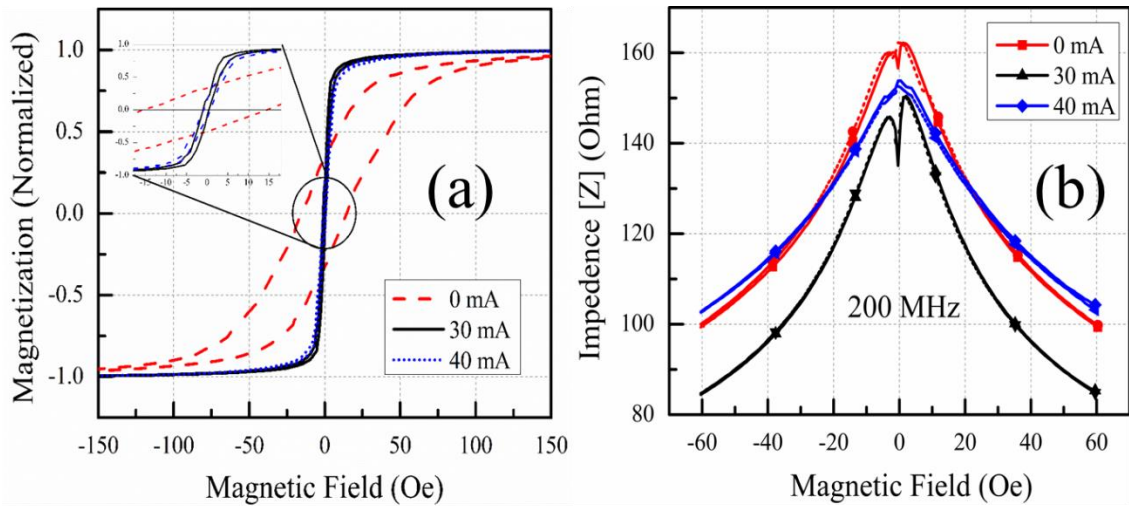 (a)
Magnetization (Normalized)
1.0
0.5
0.0
-0.5
-1.0
1.0
0.5
0.0
-0.5
-1.0
-15 -10 -5 0 5 10 15
0 mA
30 mA
40 mA
-150 -100 -50 0 50 100 150
Magnetic Field (Oe)
(b)
Impedence [Z] (Ohm)
160
140
120
100
80
0 mA
30 mA
40 mA
200 MHz
-60 -40 -20 0 20 40 60
Magnetic Field (Oe)